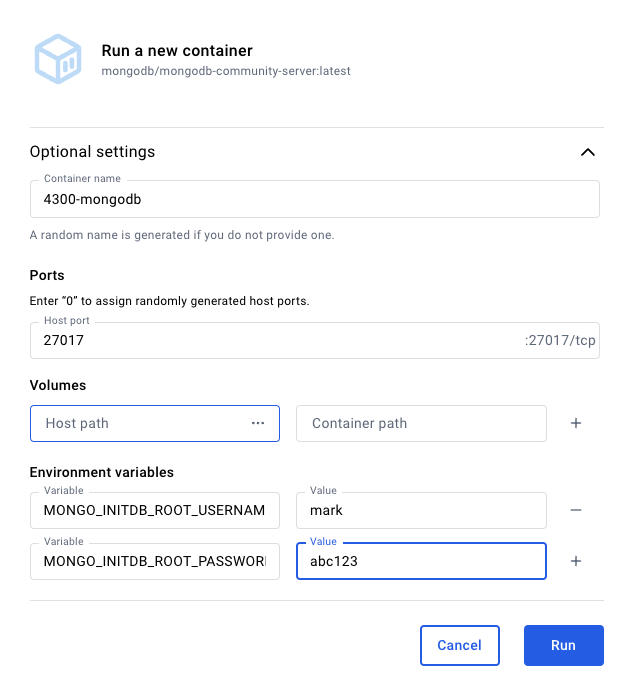 Run a new container
mongodb/mongodb-community-server:latest
Optional settings
Container name
4300-mongodb
A random name is generated if you do not provide one.
Ports
Enter “0” to assign randomly generated host ports.
Host port
27017 :27017/tcp
Volumes
Host path ··· Container path +
Environment variables
Variable Value
MONGO_INITDB_ROOT_USERNAM mark −
Variable Value
MONGO_INITDB_ROOT_PASSWOR abc123 +
Cancel Run